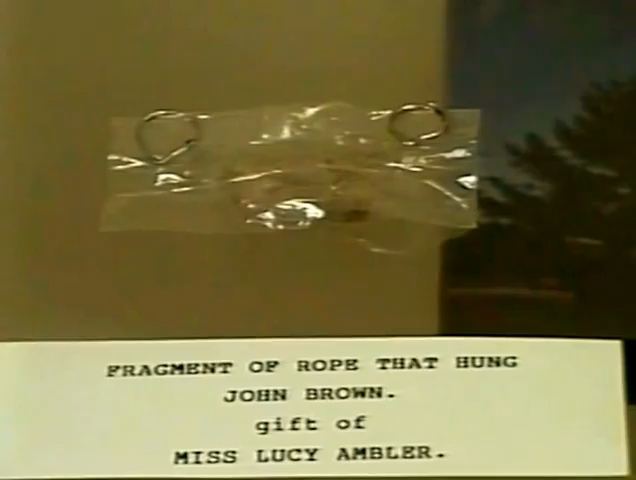 FRAGMENT OF ROPE THAT HUNG
JOHN BROWN.
gift of
MISS LUCY AMBLER.